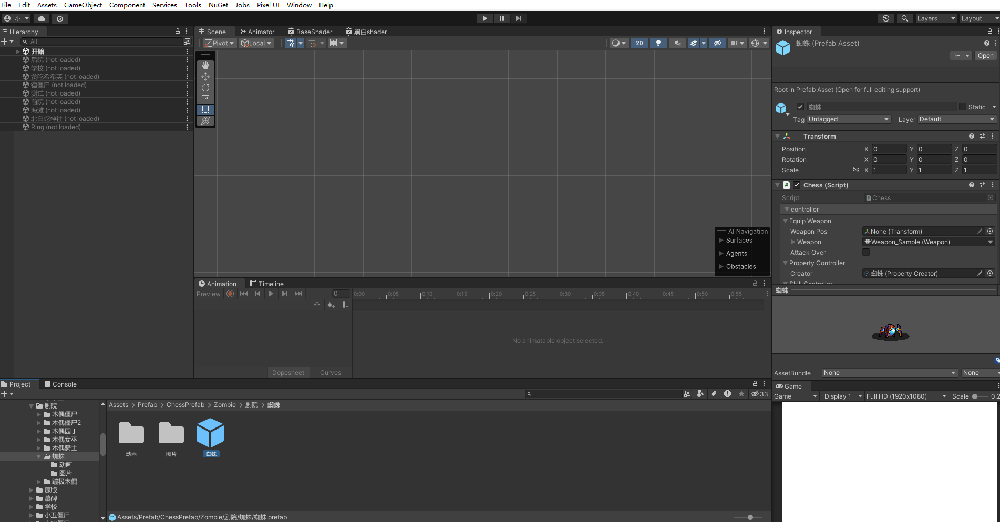 File Edit Assets GameObject Component Services Tools NuGet Jobs Pixel UI Window Help
小
Layers Layout
Hierarchy
All
开始
后院 (not loaded)
学校 (not loaded)
贪吃希希芙 (not loaded)
锤僵尸 (not loaded)
测试 (not loaded)
前院 (not loaded)
海滩 (not loaded)
北白蛇神社 (not loaded)
Ring (not loaded)
Scene Animator BaseShader 黑白shader
Pivot Local 2D
AI Navigation
Surfaces
Agents
Obstacles
Animation Timeline
Preview 0 0:00 0:05 0:10 0:15 0:20 0:25 0:30 0:35 0:40 0:45 0:50 0:55
No animatable object selected.
Dopesheet Curves
Inspector
蜘蛛 (Prefab Asset)
Open
Root in Prefab Asset (Open for full editing support)
蜘蛛 Static
Tag Untagged Layer Default
Transform
Position X 0 Y 0 Z 0
Rotation X 0 Y 0 Z 0
Scale X 1 Y 1 Z 1
# Chess (Script)
Script Chess
controller
Equip Weapon
Weapon Pos None (Transform)
Weapon Weapon_Sample (Weapon)
Attack Over
Property Controller
Creator 蜘蛛 (Property Creator)
Skill Controller
蜘蛛
AssetBundle None None
Game
Game Display 1 Full HD (1920x1080) Scale 0.2
Project Console
33
剧院
木偶僵尸
木偶僵尸2
木偶园丁
木偶女巫
木偶骑士
蜘蛛
动画
图片
蹦极木偶
原版
墓碑
学校
小丑僵尸
Assets > Prefab > ChessPrefab > Zombie > 剧院 > 蜘蛛
动画 图片 蜘蛛
Assets/Prefab/ChessPrefab/Zombie/剧院/蜘蛛/蜘蛛.prefab